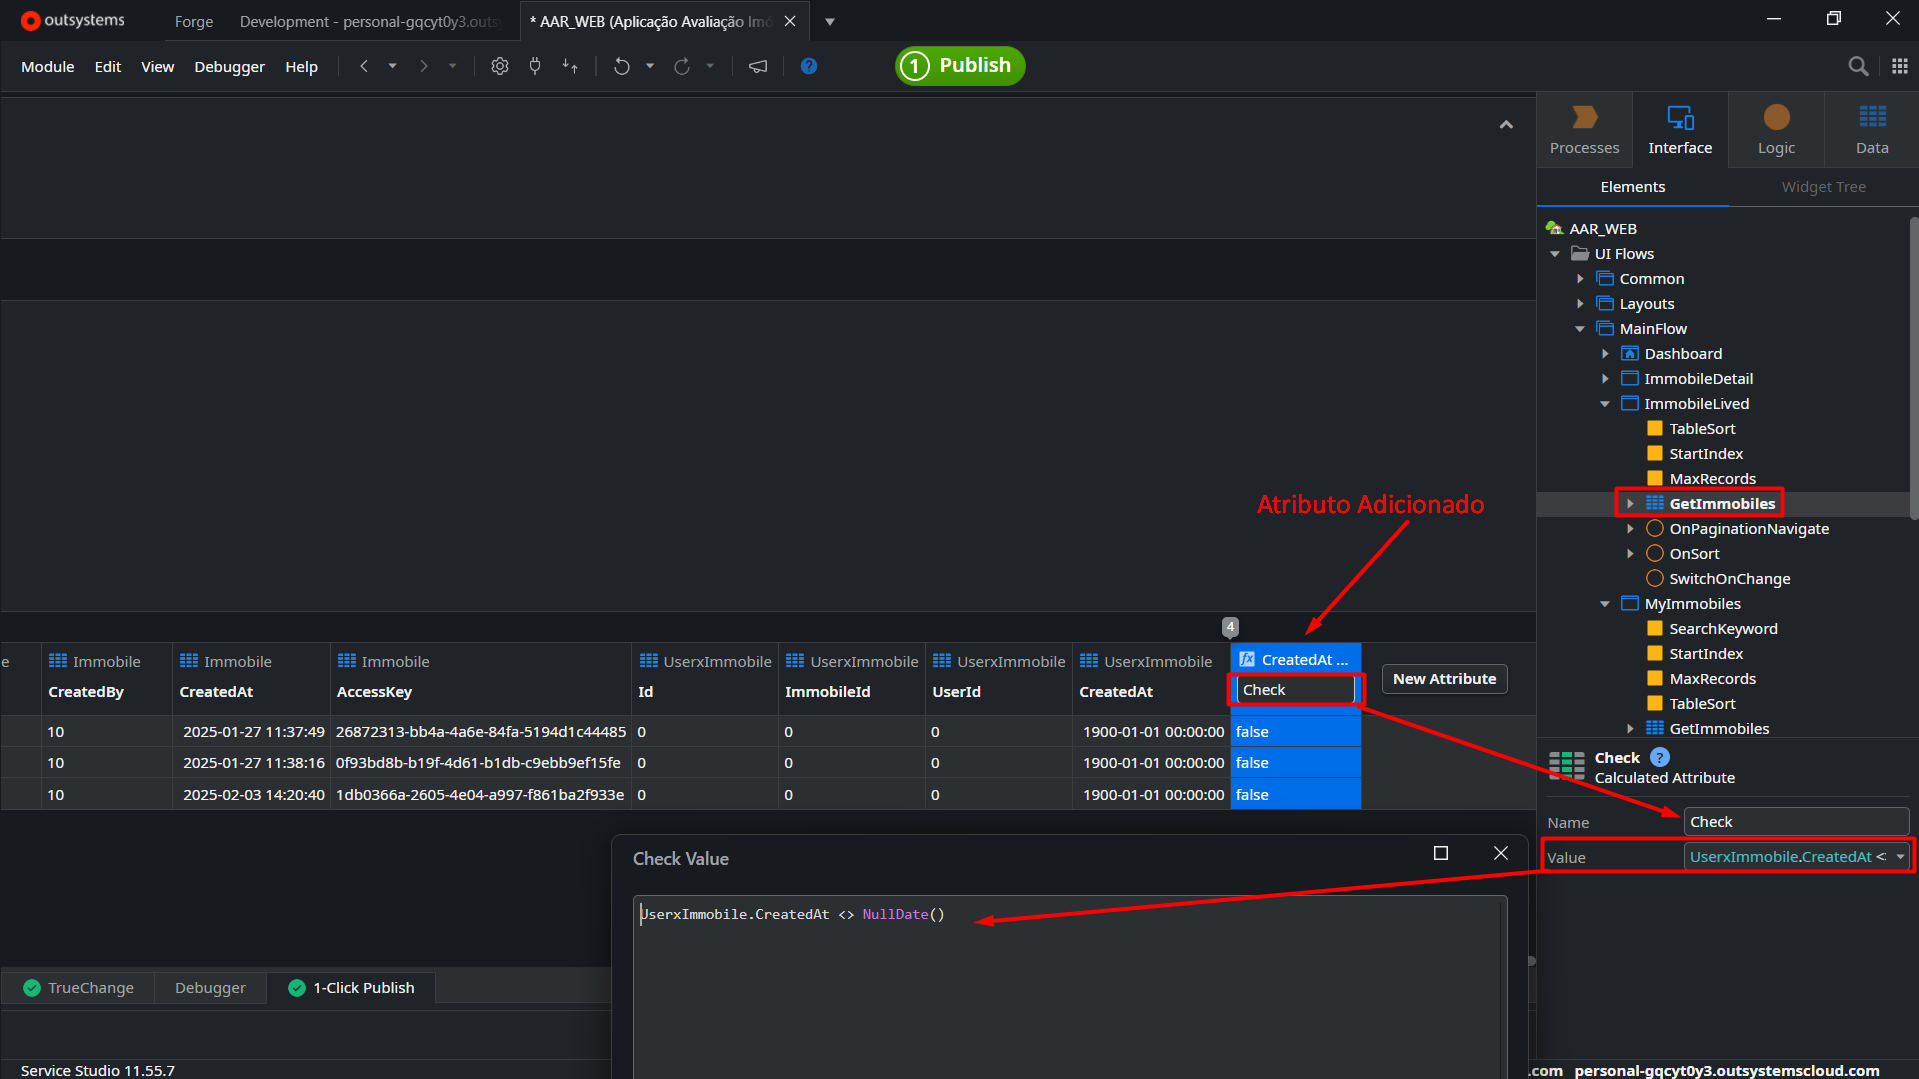 outsystems
Forge
Development - personal-gqcyt0y3.outs
* AAR_WEB (Aplicação Avaliação Imó
Module Edit View Debugger Help
?
1 Publish
Processes
Interface
Logic
Data
Elements
Widget Tree
AAR_WEB
UI Flows
Common
Layouts
MainFlow
Dashboard
ImmobileDetail
ImmobileLived
TableSort
StartIndex
MaxRecords
GetImmobiles
OnPaginationNavigate
OnSort
SwitchOnChange
MyImmobiles
SearchKeyword
StartIndex
MaxRecords
TableSort
GetImmobiles
Atributo Adicionado
4
e Immobile Immobile Immobile UserxImmobile UserxImmobile UserxImmobile UserxImmobile fx CreatedAt ...
CreatedBy CreatedAt AccessKey Id ImmobileId UserId CreatedAt Check
New Attribute
10 2025-01-27 11:37:49 26872313-bb4a-4a6e-84fa-5194d1c44485 0 0 0 1900-01-01 00:00:00 false
10 2025-01-27 11:38:16 0f93bd8b-b19f-4d61-b1db-c9ebb9ef15fe 0 0 0 1900-01-01 00:00:00 false
10 2025-02-03 14:20:40 1db0366a-2605-4e04-a997-f861ba2f933e 0 0 0 1900-01-01 00:00:00 false
Check ?
Calculated Attribute
Name Check
Value UserxImmobile.CreatedAt <
Check Value
UserxImmobile.CreatedAt <> NullDate()
TrueChange
Debugger
1-Click Publish
Service Studio 11.55.7
.com personal-gqcyt0y3.outsystemscloud.com